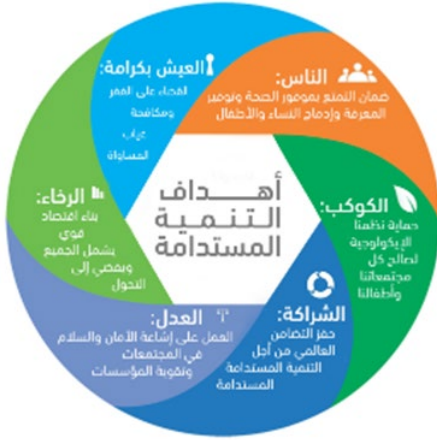 أهداف
التنمية
المستدامة
العيش بكرامة:
القضاء على الفقر
ومكافحة
غياب
المساواة
الناس:
ضمان التمتع بموفور الصحة وتوفير
المعرفة وإدماج النساء والأطفال
الكوكب:
حماية نظمنا
الإيكولوجية
لصالح كل
مجتمعاتنا
وأطفالنا
الشراكة:
حفز التضامن
العالمي من أجل
التنمية المستدامة
المستدامة
العدل:
العمل على إشاعة الأمان والسلام
في المجتمعات
وتقوية المؤسسات
الرخاء:
بناء اقتصاد
قوي
يشمل الجميع
ويفضي إلى
التحول